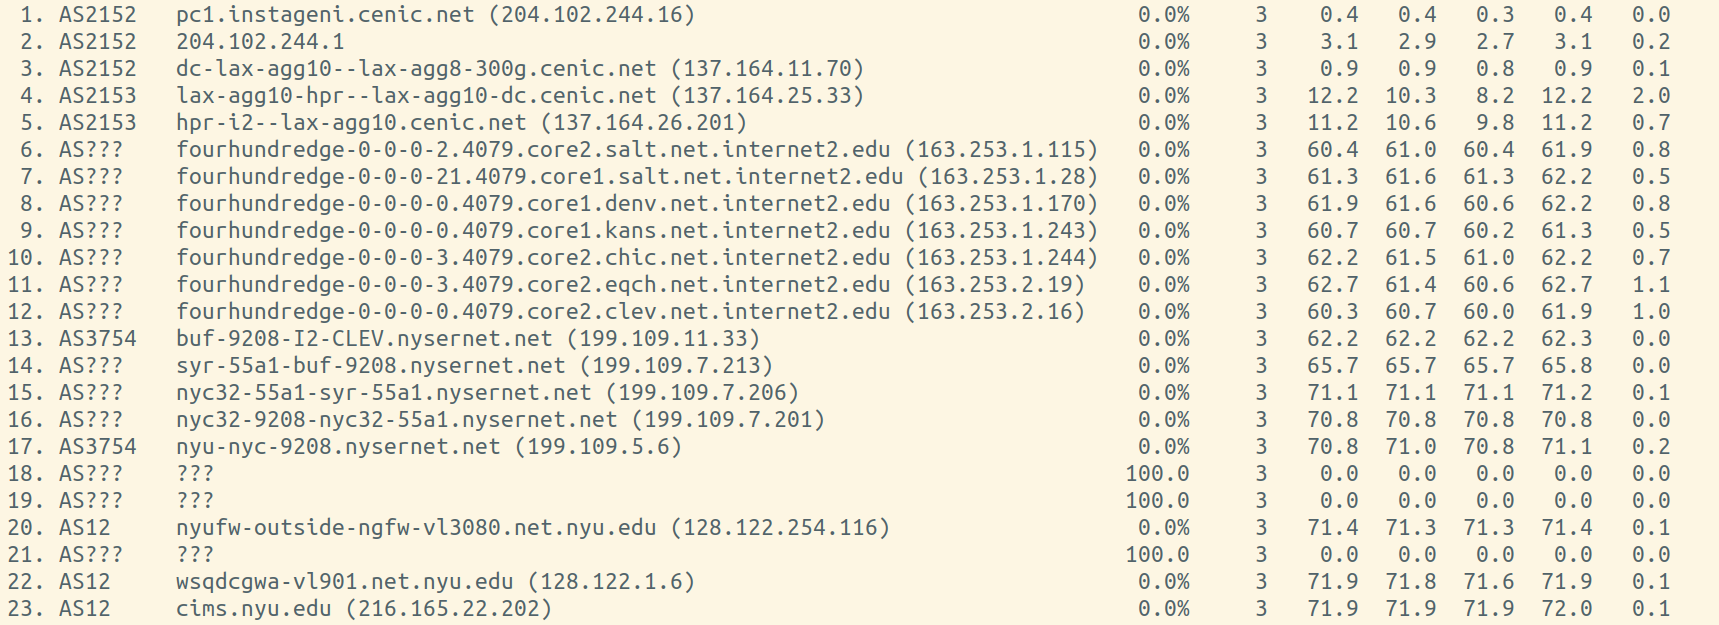 1. AS2152 pc1.instageni.cenic.net (204.102.244.16) 0.0% 3 0.4 0.4 0.3 0.4 0.0
2. AS2152 204.102.244.1 0.0% 3 3.1 2.9 2.7 3.1 0.2
3. AS2152 dc-lax-agg10--lax-agg8-300g.cenic.net (137.164.11.70) 0.0% 3 0.9 0.9 0.8 0.9 0.1
4. AS2153 lax-agg10-hpr--lax-agg10-dc.cenic.net (137.164.25.33) 0.0% 3 12.2 10.3 8.2 12.2 2.0
5. AS2153 hpr-i2--lax-agg10.cenic.net (137.164.26.201) 0.0% 3 11.2 10.6 9.8 11.2 0.7
6. AS??? fourhundredge-0-0-0-2.4079.core2.salt.net.internet2.edu (163.253.1.115) 0.0% 3 60.4 61.0 60.4 61.9 0.8
7. AS??? fourhundredge-0-0-0-21.4079.core1.salt.net.internet2.edu (163.253.1.28) 0.0% 3 61.3 61.6 61.3 62.2 0.5
8. AS??? fourhundredge-0-0-0-0.4079.core1.denv.net.internet2.edu (163.253.1.170) 0.0% 3 61.9 61.6 60.6 62.2 0.8
9. AS??? fourhundredge-0-0-0-0.4079.core1.kans.net.internet2.edu (163.253.1.243) 0.0% 3 60.7 60.7 60.2 61.3 0.5
10. AS??? fourhundredge-0-0-0-3.4079.core2.chic.net.internet2.edu (163.253.1.244) 0.0% 3 62.2 61.5 61.0 62.2 0.7
11. AS??? fourhundredge-0-0-0-3.4079.core2.eqch.net.internet2.edu (163.253.2.19) 0.0% 3 62.7 61.4 60.6 62.7 1.1
12. AS??? fourhundredge-0-0-0-0.4079.core2.clev.net.internet2.edu (163.253.2.16) 0.0% 3 60.3 60.7 60.0 61.9 1.0
13. AS3754 buf-9208-I2-CLEV.nysernet.net (199.109.11.33) 0.0% 3 62.2 62.2 62.2 62.3 0.0
14. AS??? syr-55a1-buf-9208.nysernet.net (199.109.7.213) 0.0% 3 65.7 65.7 65.7 65.8 0.0
15. AS??? nyc32-55a1-syr-55a1.nysernet.net (199.109.7.206) 0.0% 3 71.1 71.1 71.1 71.2 0.1
16. AS??? nyc32-9208-nyc32-55a1.nysernet.net (199.109.7.201) 0.0% 3 70.8 70.8 70.8 70.8 0.0
17. AS3754 nyu-nyc-9208.nysernet.net (199.109.5.6) 0.0% 3 70.8 71.0 70.8 71.1 0.2
18. AS??? ??? 100.0 3 0.0 0.0 0.0 0.0 0.0
19. AS??? ??? 100.0 3 0.0 0.0 0.0 0.0 0.0
20. AS12 nyufw-outside-ngfw-vl3080.net.nyu.edu (128.122.254.116) 0.0% 3 71.4 71.3 71.3 71.4 0.1
21. AS??? ??? 100.0 3 0.0 0.0 0.0 0.0 0.0
22. AS12 wsqdcgwa-vl901.net.nyu.edu (128.122.1.6) 0.0% 3 71.9 71.8 71.6 71.9 0.1
23. AS12 cims.nyu.edu (216.165.22.202) 0.0% 3 71.9 71.9 71.9 72.0 0.1